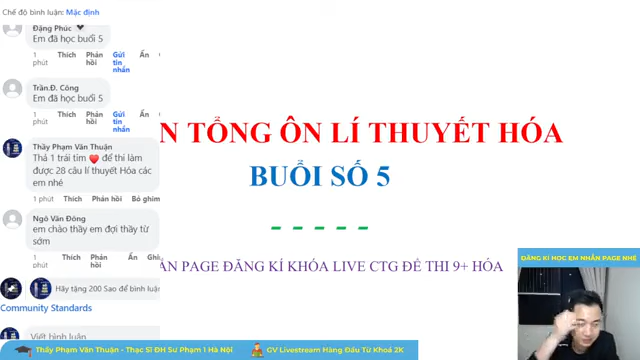 Chế độ bình luận: Mặc định
Đặng Phúc
Em đã học buổi 5
1 phút Thích Phản hồi Gửi tin nhắn Ẩn
Trần.Đ. Công
Em đã học buổi 5
1 phút Thích Phản hồi Gửi tin nhắn Ẩn
Thầy Phạm Văn Thuận
Thả 1 trái tim ❤️ để thi làm
được 28 câu lí thuyết Hóa các
em nhé
1 phút Thích Phản hồi Bỏ ghim
Ngô Văn Đông
em chào thầy em đợi thầy từ
sớm
1 phút Thích Phản hồi Ẩn
Hãy tặng 200 Sao để bình luận
Community Standards
Viết bình luận
N TỔNG ÔN LÍ THUYẾT HÓA
BUỔI SỐ 5
- - - - -
ẮN PAGE ĐĂNG KÍ KHÓA LIVE CTG ĐỀ THI 9+ HÓA
ĐĂNG KÍ HỌC EM NHẮN PAGE NHÉ
Thầy Phạm Văn Thuận - Thạc Sĩ ĐH Sư Phạm 1 Hà Nội
GV Livestream Hàng Đầu Từ Khoá 2K